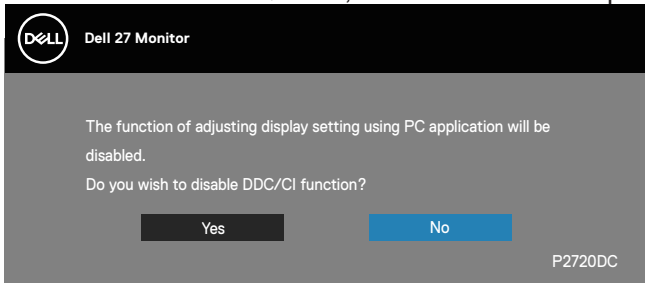 DELL
Dell 27 Monitor
The function of adjusting display setting using PC application will be
disabled.
Do you wish to disable DDC/CI function?
Yes
No
P2720DC